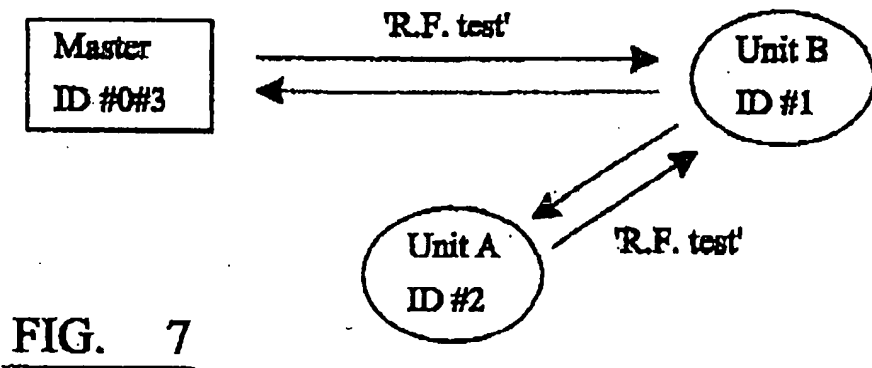 'R.F. test'
Master
ID #0#3
Unit B
ID #1
Unit A
ID #2
'R.F. test'
FIG. 7